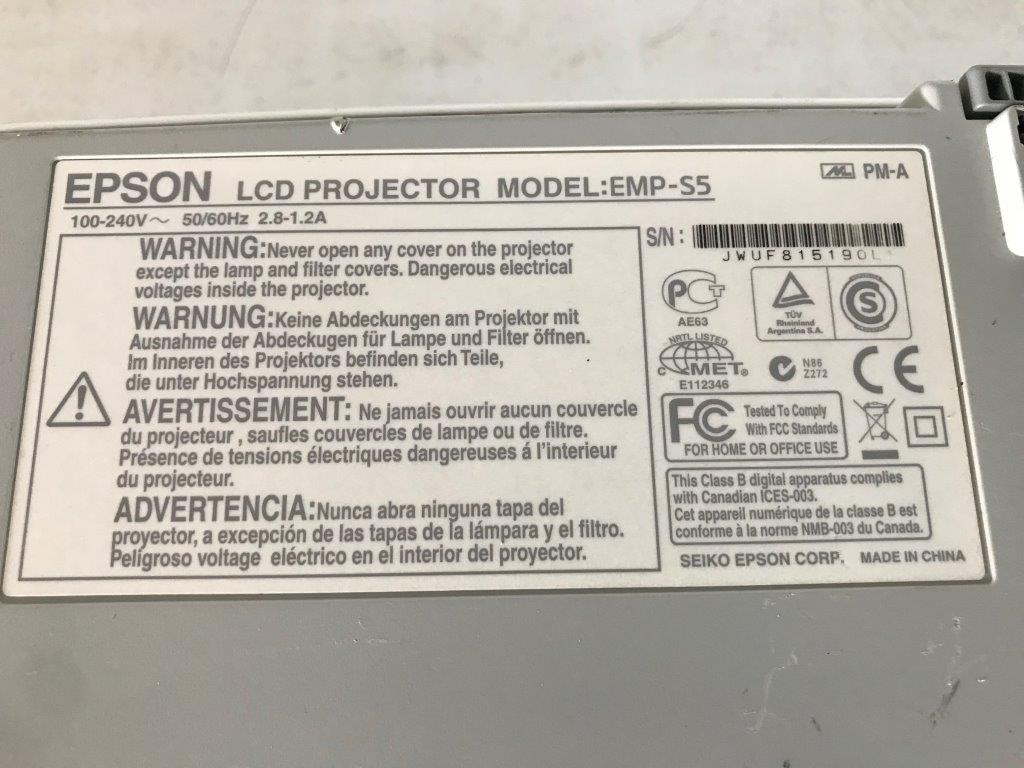 EPSON LCD PROJECTOR MODEL:EMP-S5
ML PM-A
100-240V~ 50/60Hz 2.8-1.2A
WARNING:Never open any cover on the projector
except the lamp and filter covers. Dangerous electrical
voltages inside the projector.
WARNUNG:Keine Abdeckungen am Projektor mit
Ausnahme der Abdeckugen für Lampe und Filter öffnen.
Im Inneren des Projektors befinden sich Teile,
die unter Hochspannung stehen.
AVERTISSEMENT: Ne jamais ouvrir aucun couvercle
du projecteur , saufles couvercles de lampe ou de filtre.
Présence de tensions électriques dangereuses á l'interieur
du projecteur.
ADVERTENCIA:Nunca abra ninguna tapa del
proyector, a excepción de las tapas de la lámpara y el filtro.
Peligroso voltage eléctrico en el interior del proyector.
S/N :
JWUF815190L
PCT
AE63
TÜV
Rheinland
Argentina S.A.
S
NRTL LISTED
C MET®
E112346
N86
Z272
CE
FC Tested To Comply
With FCC Standards
FOR HOME OR OFFICE USE
This Class B digital apparatus complies
with Canadian ICES-003.
Cet appareil numérique de la classe B est
conforme à la norme NMB-003 du Canada.
SEIKO EPSON CORP. MADE IN CHINA